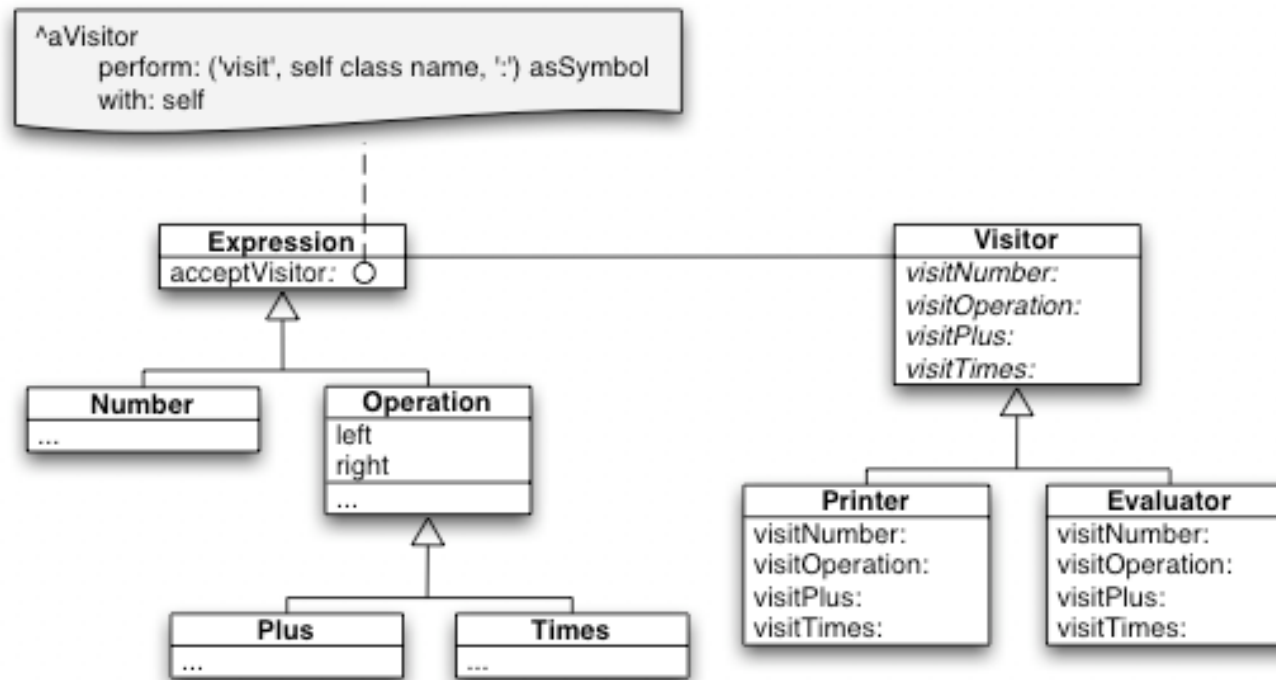 ^aVisitor
perform: ('visit', self class name, ':') asSymbol
with: self
Expression
acceptVisitor:
Visitor
visitNumber:
visitOperation:
visitPlus:
visitTimes:
Number
...
Operation
left
right
...
Plus
...
Times
...
Printer
visitNumber:
visitOperation:
visitPlus:
visitTimes:
Evaluator
visitNumber:
visitOperation:
visitPlus:
visitTimes: